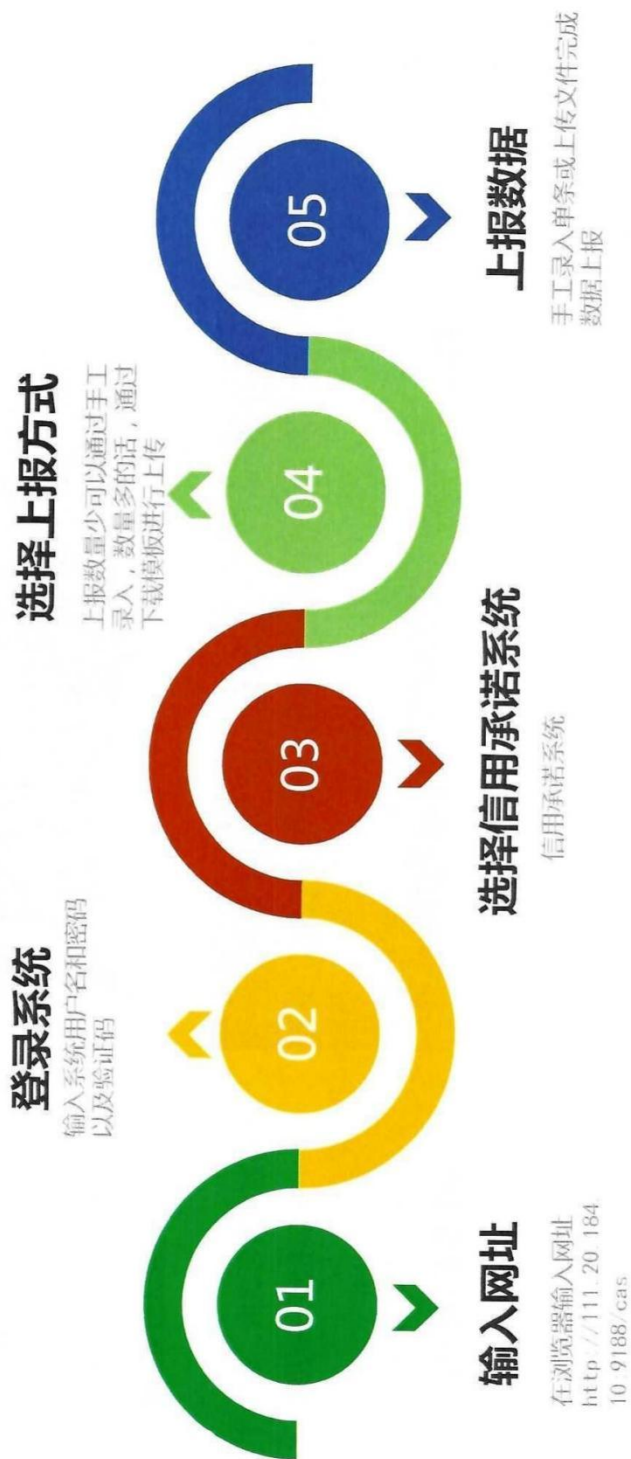 01
输入网址
在浏览器输入网址
http://111.20 184
10:9188/cas
02
登录系统
输入系统用户名和密码
以及验证码
03
选择信用承诺系统
信用承诺系统
04
选择上报方式
上报数量少可以通过手工
录入，数量多的话，通过
下载模板进行上传
05
上报数据
手工录入单条或上传文件完成
数据上报